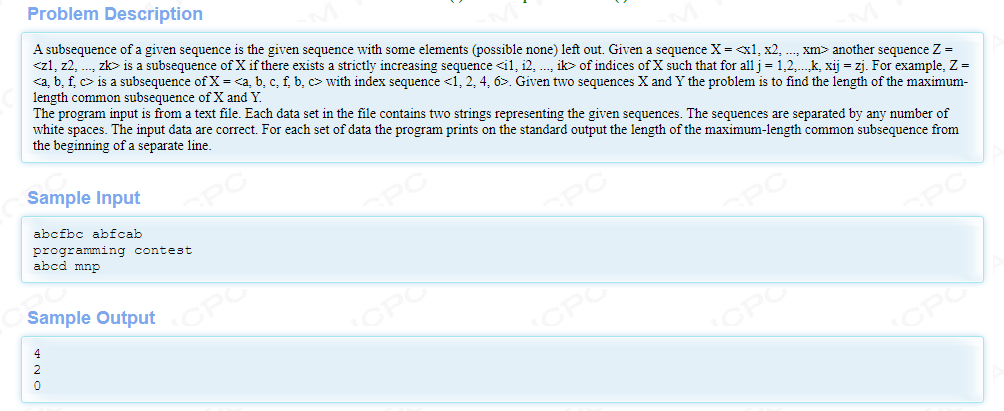 Problem Description
A subsequence of a given sequence is the given sequence with some elements (possible none) left out. Given a sequence X = <x1, x2, ..., xm> another sequence Z =
<z1, z2, ..., zk> is a subsequence of X if there exists a strictly increasing sequence <i1, i2, ..., ik> of indices of X such that for all j = 1,2,...,k, xij = zj. For example, Z =
<a, b, f, c> is a subsequence of X = <a, b, c, f, b, c> with index sequence <1, 2, 4, 6>. Given two sequences X and Y the problem is to find the length of the maximum-
length common subsequence of X and Y.
The program input is from a text file. Each data set in the file contains two strings representing the given sequences. The sequences are separated by any number of
white spaces. The input data are correct. For each set of data the program prints on the standard output the length of the maximum-length common subsequence from
the beginning of a separate line.
Sample Input
abcfbc abfcab
programming contest
abcd mnp
Sample Output
4
2
0